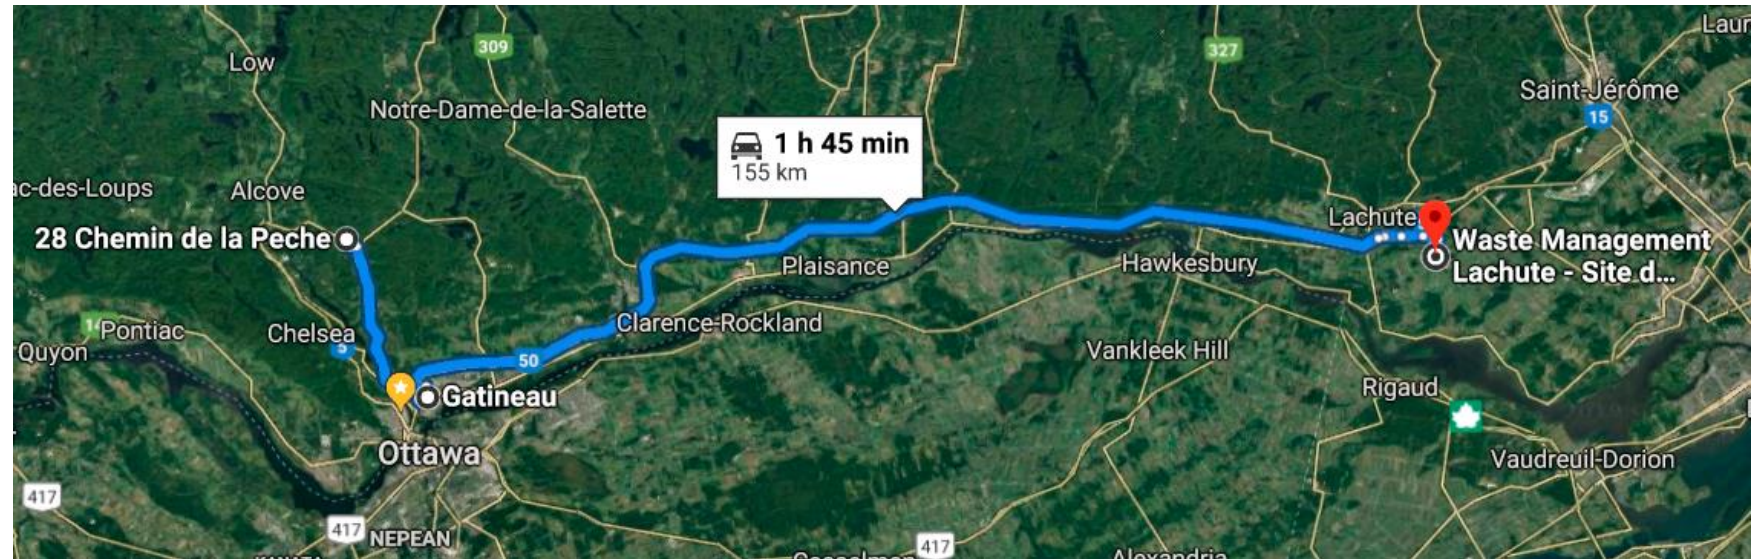 Laur
309
327
Low
Saint-Jérôme
Notre-Dame-de-la-Salette
15
1 h 45 min
155 km
ac-des-Loups
Alcove
Lachute
28 Chemin de la Peche
Waste Management
Lachute - Site d...
Plaisance
Hawkesbury
Clarence-Rockland
Pontiac
Chelsea
5
Quyon
50
Vankleek Hill
Gatineau
Rigaud
Ottawa
Vaudreuil-Dorion
417
417
NEPEAN
417